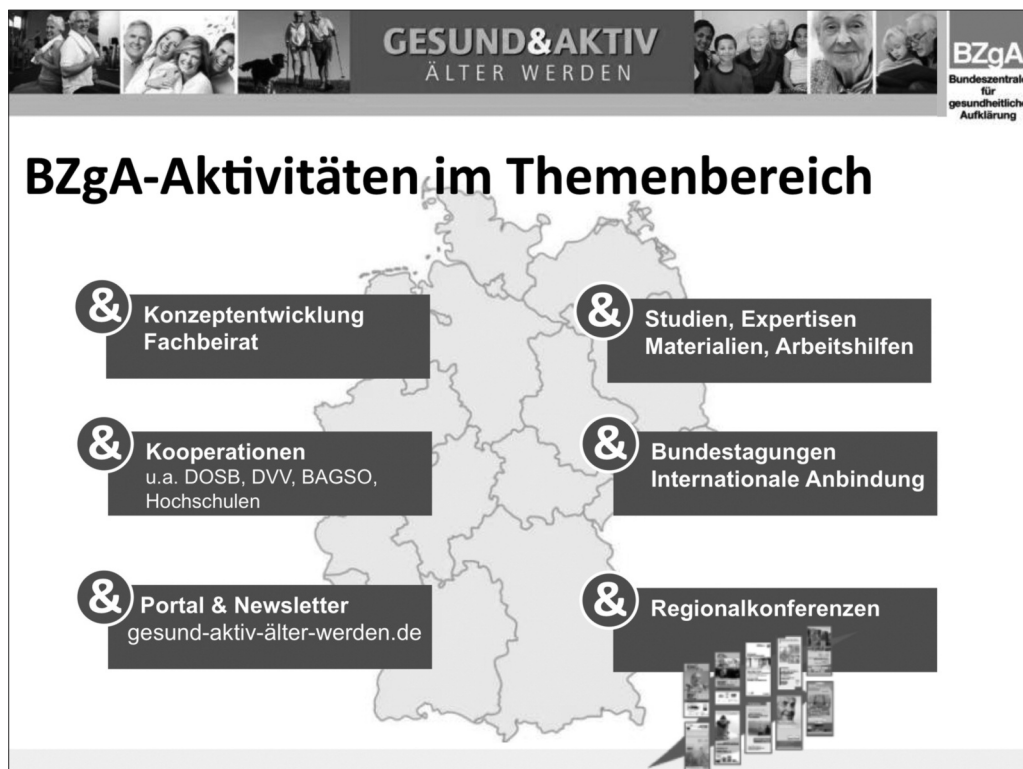 GESUND&AKTIV
ÄLTER WERDEN
BZgA
Bundeszentrale
für
gesundheitliche
Aufklärung
BZgA-Aktivitäten im Themenbereich
& Konzeptentwicklung
Fachbeirat
& Studien, Expertisen
Materialien, Arbeitshilfen
& Kooperationen
u.a. DOSB, DVV, BAGSO,
Hochschulen
& Bundestagungen
Internationale Anbindung
& Portal & Newsletter
gesund-aktiv-älter-werden.de
& Regionalkonferenzen